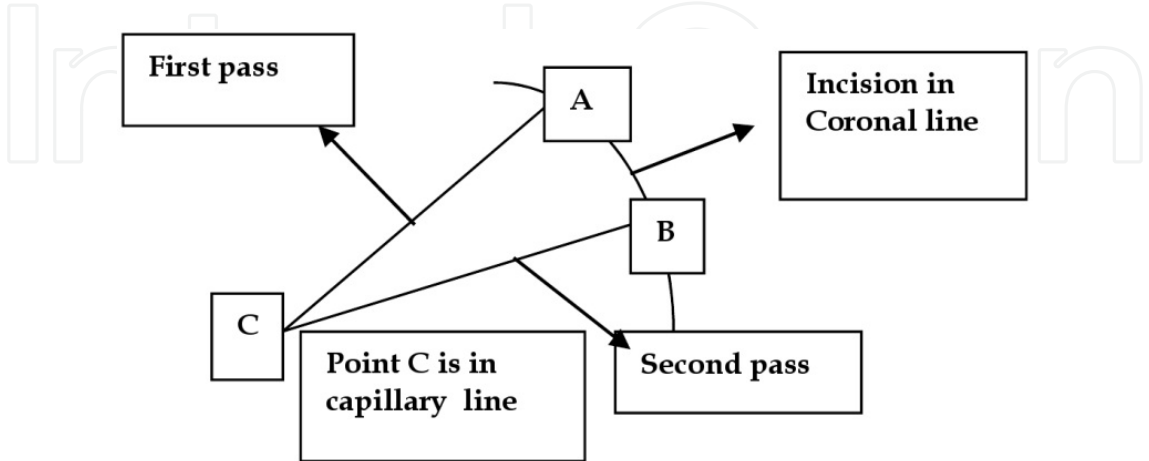 First pass
A
Incision in
Coronal line
B
C
Point C is in
capillary line
Second pass